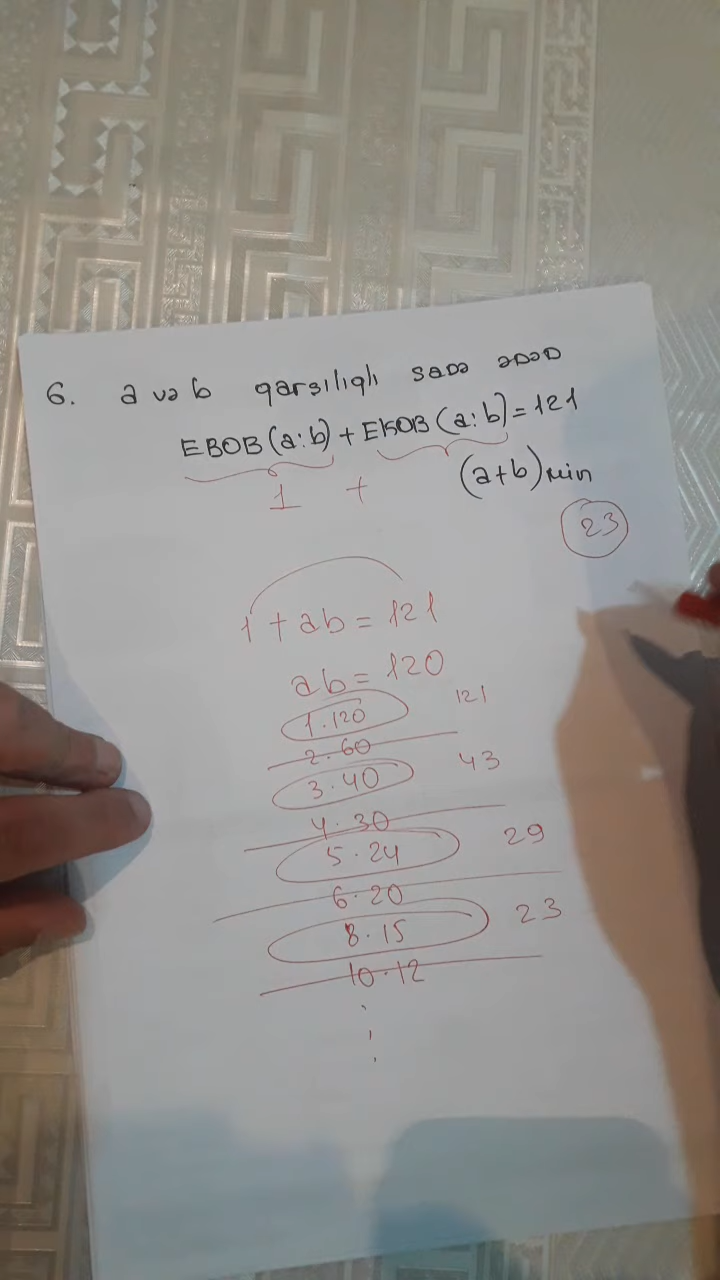 6. a və b qarşılıqlı sadə ədəd
EBOB(a:b) + EKOB(a:b) = 121
1 + (a+b)min
23
1 + ab = 121
ab = 120
1·120 121
2·60
3·40 43
4·30
5·24 29
6·20
8·15 23
10·12